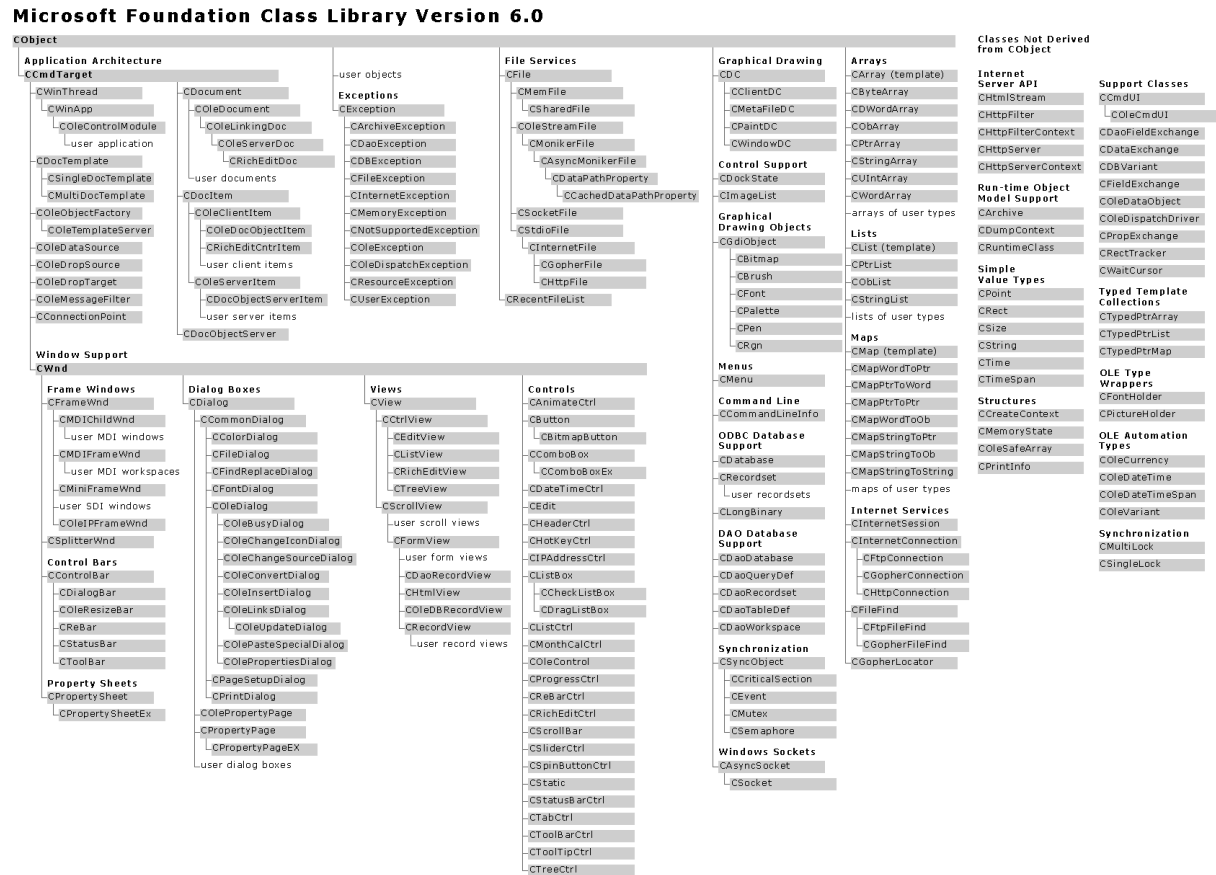 Microsoft Foundation Class Library Version 6.0
CObject
Application Architecture
CCmdTarget
CWinThread
CWinApp
COleControlModule
user application
CDocTemplate
CSingleDocTemplate
CMultiDocTemplate
COleObjectFactory
COleTemplateServer
COleDataSource
COleDropSource
COleDropTarget
COleMessageFilter
CConnectionPoint
CDocument
COleDocument
COleLinkingDoc
COleServerDoc
CRichEditDoc
user documents
CDocItem
COleClientItem
COleDocObjectItem
CRichEditCntrItem
user client items
COleServerItem
CDocObjectServerItem
user server items
CDocObjectServer
user objects
Exceptions
CException
CArchiveException
CDaoException
CDBException
CFileException
CInternetException
CMemoryException
CNotSupportedException
COleException
COleDispatchException
CResourceException
CUserException
File Services
CFile
CMemFile
CSharedFile
COleStreamFile
CMonikerFile
CAsyncMonikerFile
CDataPathProperty
CCachedDataPathProperty
CSocketFile
CStdioFile
CInternetFile
CGopherFile
CHttpFile
CRecentFileList
Window Support
CWnd
Frame Windows
CFrameWnd
CMDIChildWnd
user MDI windows
CMDIFrameWnd
user MDI workspaces
CMiniFrameWnd
user SDI windows
COleIPFrameWnd
CSplitterWnd
Control Bars
CControlBar
CDialogBar
COleResizeBar
CReBar
CStatusBar
CToolBar
Property Sheets
CPropertySheet
CPropertySheetEx
Dialog Boxes
CDialog
CCommonDialog
CColorDialog
CFileDialog
CFindReplaceDialog
CFontDialog
COleDialog
COleBusyDialog
COleChangeIconDialog
COleChangeSourceDialog
COleConvertDialog
COleInsertDialog
COleLinksDialog
COleUpdateDialog
COlePasteSpecialDialog
COlePropertiesDialog
CPageSetupDialog
CPrintDialog
COlePropertyPage
CPropertyPage
CPropertyPageEX
user dialog boxes
Views
CView
CCtrlView
CEditView
CListView
CRichEditView
CTreeView
CScrollView
user scroll views
CFormView
user form views
CDaoRecordView
CHtmlView
COleDBRecordView
CRecordView
user record views
Controls
CAnimateCtrl
CButton
CBitmapButton
CComboBox
CComboBoxEx
CDateTimeCtrl
CEdit
CHeaderCtrl
CHotKeyCtrl
CIPAddressCtrl
CListBox
CCheckListBox
CDragListBox
CListCtrl
CMonthCalCtrl
COleControl
CProgressCtrl
CReBarCtrl
CRichEditCtrl
CScrollBar
CSliderCtrl
CSpinButtonCtrl
CStatic
CStatusBarCtrl
CTabCtrl
CToolBarCtrl
CToolTipCtrl
CTreeCtrl
Graphical Drawing
CDC
CClientDC
CMetaFileDC
CPaintDC
CWindowDC
Control Support
CDockState
CImageList
Graphical
Drawing Objects
CGdiObject
CBitmap
CBrush
CFont
CPalette
CPen
CRgn
Menus
CMenu
Command Line
CCommandLineInfo
ODBC Database
Support
CDatabase
CRecordset
user recordsets
CLongBinary
DAO Database
Support
CDaoDatabase
CDaoQueryDef
CDaoRecordset
CDaoTableDef
CDaoWorkspace
Synchronization
CSyncObject
CCriticalSection
CEvent
CMutex
CSemaphore
Windows Sockets
CAsyncSocket
CSocket
Arrays
CArray (template)
CByteArray
CDWordArray
CObArray
CPtrArray
CStringArray
CUIntArray
CWordArray
arrays of user types
Lists
CList (template)
CPtrList
CObList
CStringList
lists of user types
Maps
CMap (template)
CMapWordToPtr
CMapPtrToWord
CMapPtrToPtr
CMapWordToOb
CMapStringToPtr
CMapStringToOb
CMapStringToString
maps of user types
Internet Services
CInternetSession
CInternetConnection
CFtpConnection
CGopherConnection
CHttpConnection
CFileFind
CFtpFileFind
CGopherFileFind
CGopherLocator
Classes Not Derived
from CObject
Internet
Server API
CHtmlStream
CHttpFilter
CHttpFilterContext
CHttpServer
CHttpServerContext
Run-time Object
Model Support
CArchive
CDumpContext
CRuntimeClass
Simple
Value Types
CPoint
CRect
CSize
CString
CTime
CTimeSpan
Structures
CCreateContext
CMemoryState
COleSafeArray
CPrintInfo
Support Classes
CCmdUI
COleCmdUI
CDaoFieldExchange
CDataExchange
CDBVariant
CFieldExchange
COleDataObject
COleDispatchDriver
CPropExchange
CRectTracker
CWaitCursor
Typed Template
Collections
CTypedPtrArray
CTypedPtrList
CTypedPtrMap
OLE Type
Wrappers
CFontHolder
CPictureHolder
OLE Automation
Types
COleCurrency
COleDateTime
COleDateTimeSpan
COleVariant
Synchronization
CMultiLock
CSingleLock